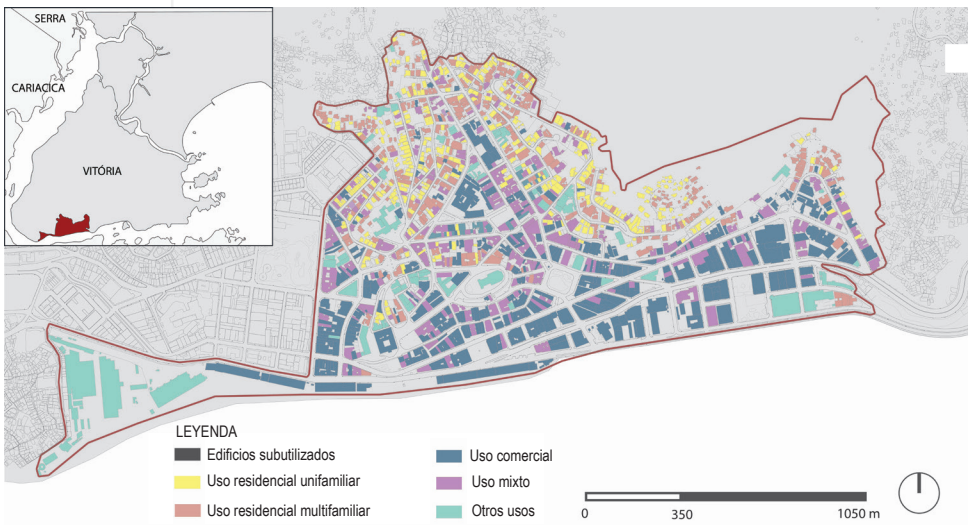 SERRA
CARIACICA
VITÓRIA
LEYENDA
Edificios subutilizados
Uso residencial unifamiliar
Uso residencial multifamiliar
Uso comercial
Uso mixto
Otros usos
0 350 1050 m